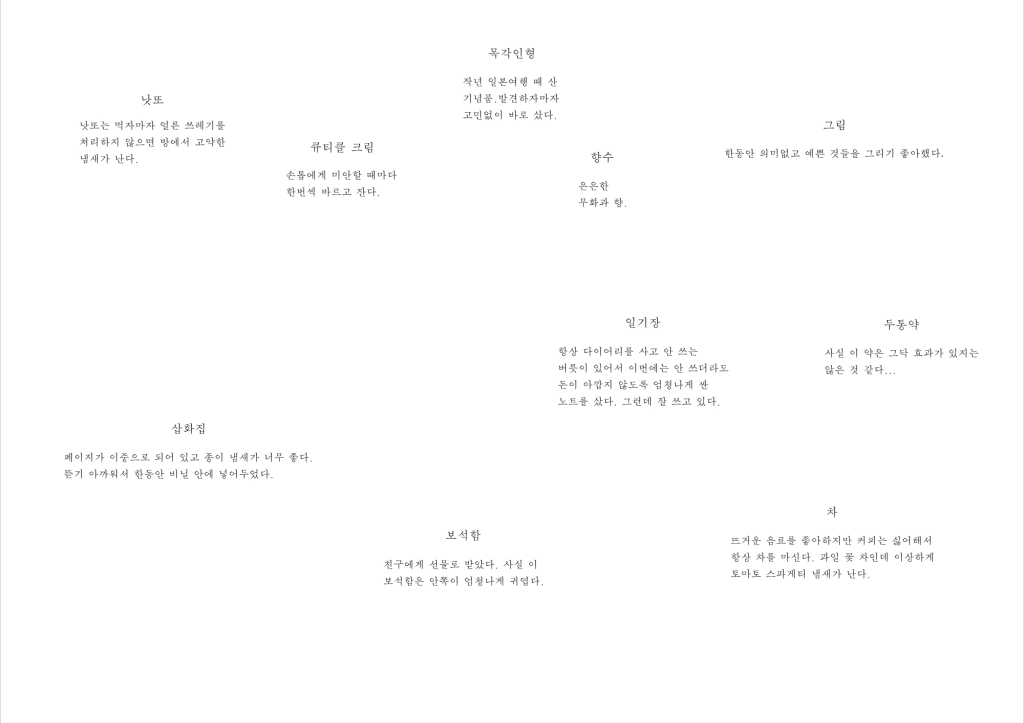 목각인형
작년 일본여행 때 산
기념품.발견하자마자
고민없이 바로 샀다.
낫또
낫또는 먹자마자 얼른 쓰레기를
처리하지 않으면 방에서 고약한
냄새가 난다.
큐티클 크림
손톱에게 미안할 때마다
한번씩 바르고 잔다.
향수
은은한
무화과 향.
그림
한동안 의미없고 예쁜 것들을 그리기 좋아했다.
일기장
항상 다이어리를 사고 안 쓰는
버릇이 있어서 이번에는 안 쓰더라도
돈이 아깝지 않도록 엄청나게 싼
노트를 샀다. 그런데 잘 쓰고 있다.
두통약
사실 이 약은 그닥 효과가 있지는
않은 것 같다...
삽화집
페이지가 이중으로 되어 있고 종이 냄새가 너무 좋다.
뜯기 아까워서 한동안 비닐 안에 넣어두었다.
보석함
친구에게 선물로 받았다. 사실 이
보석함은 안쪽이 엄청나게 귀엽다.
차
뜨거운 음료를 좋아하지만 커피는 싫어해서
항상 차를 마신다. 과일 꽃 차인데 이상하게
토마토 스파게티 냄새가 난다.